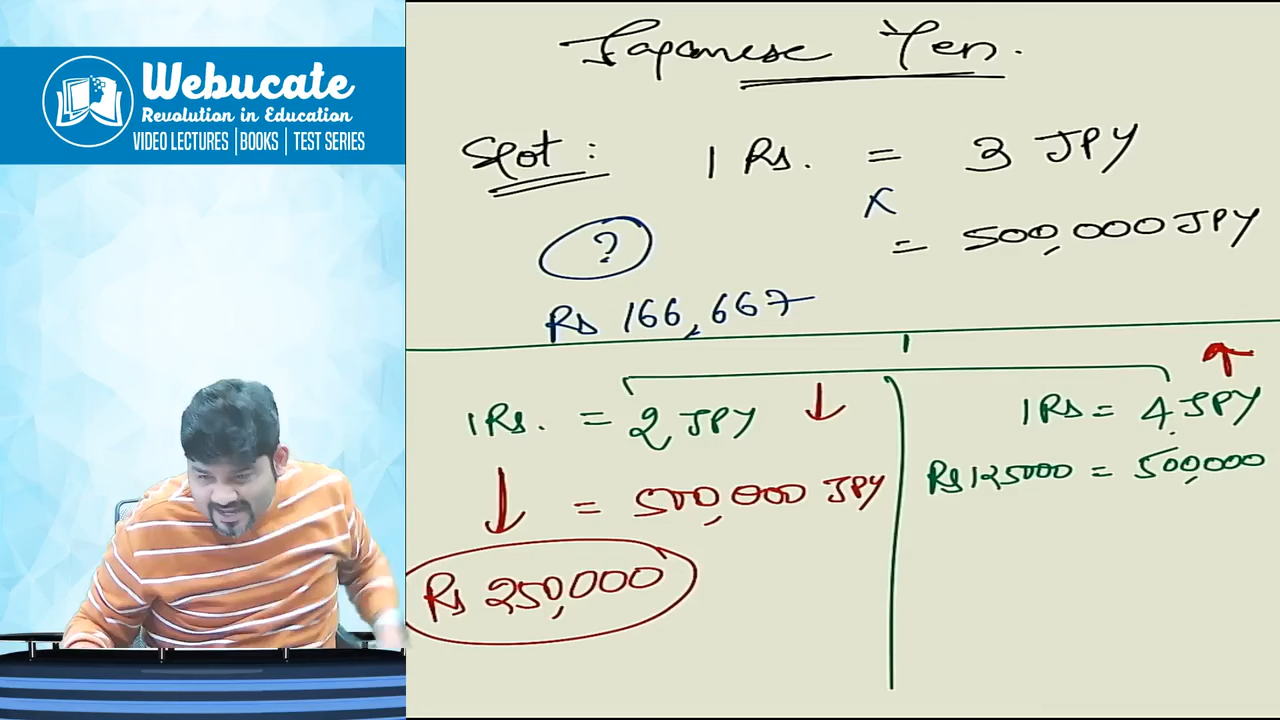 Webucate
Revolution in Education
VIDEO LECTURES | BOOKS | TEST SERIES
Japanese Yen.
Spot : 1 Rs. = 3 JPY
x
? = 500,000 JPY
Rs 166,667
1 Rs. = 2 JPY ↓
↓ = 500,000 JPY
Rs 250,000
↑
1 Rs = 4 JPY
Rs 125000 = 500,000